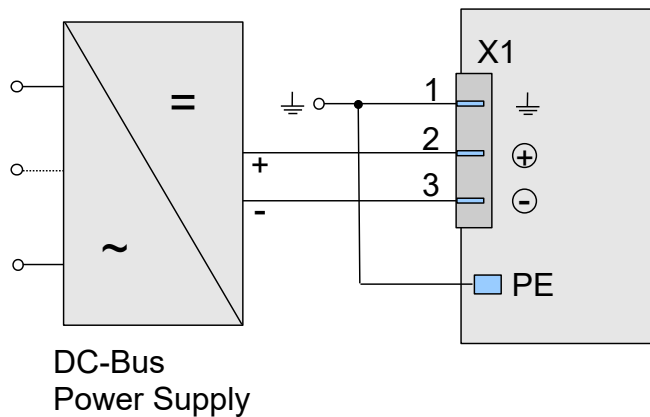 X1
=
1
2
+
+
3
-
-
~
PE
DC-Bus
Power Supply